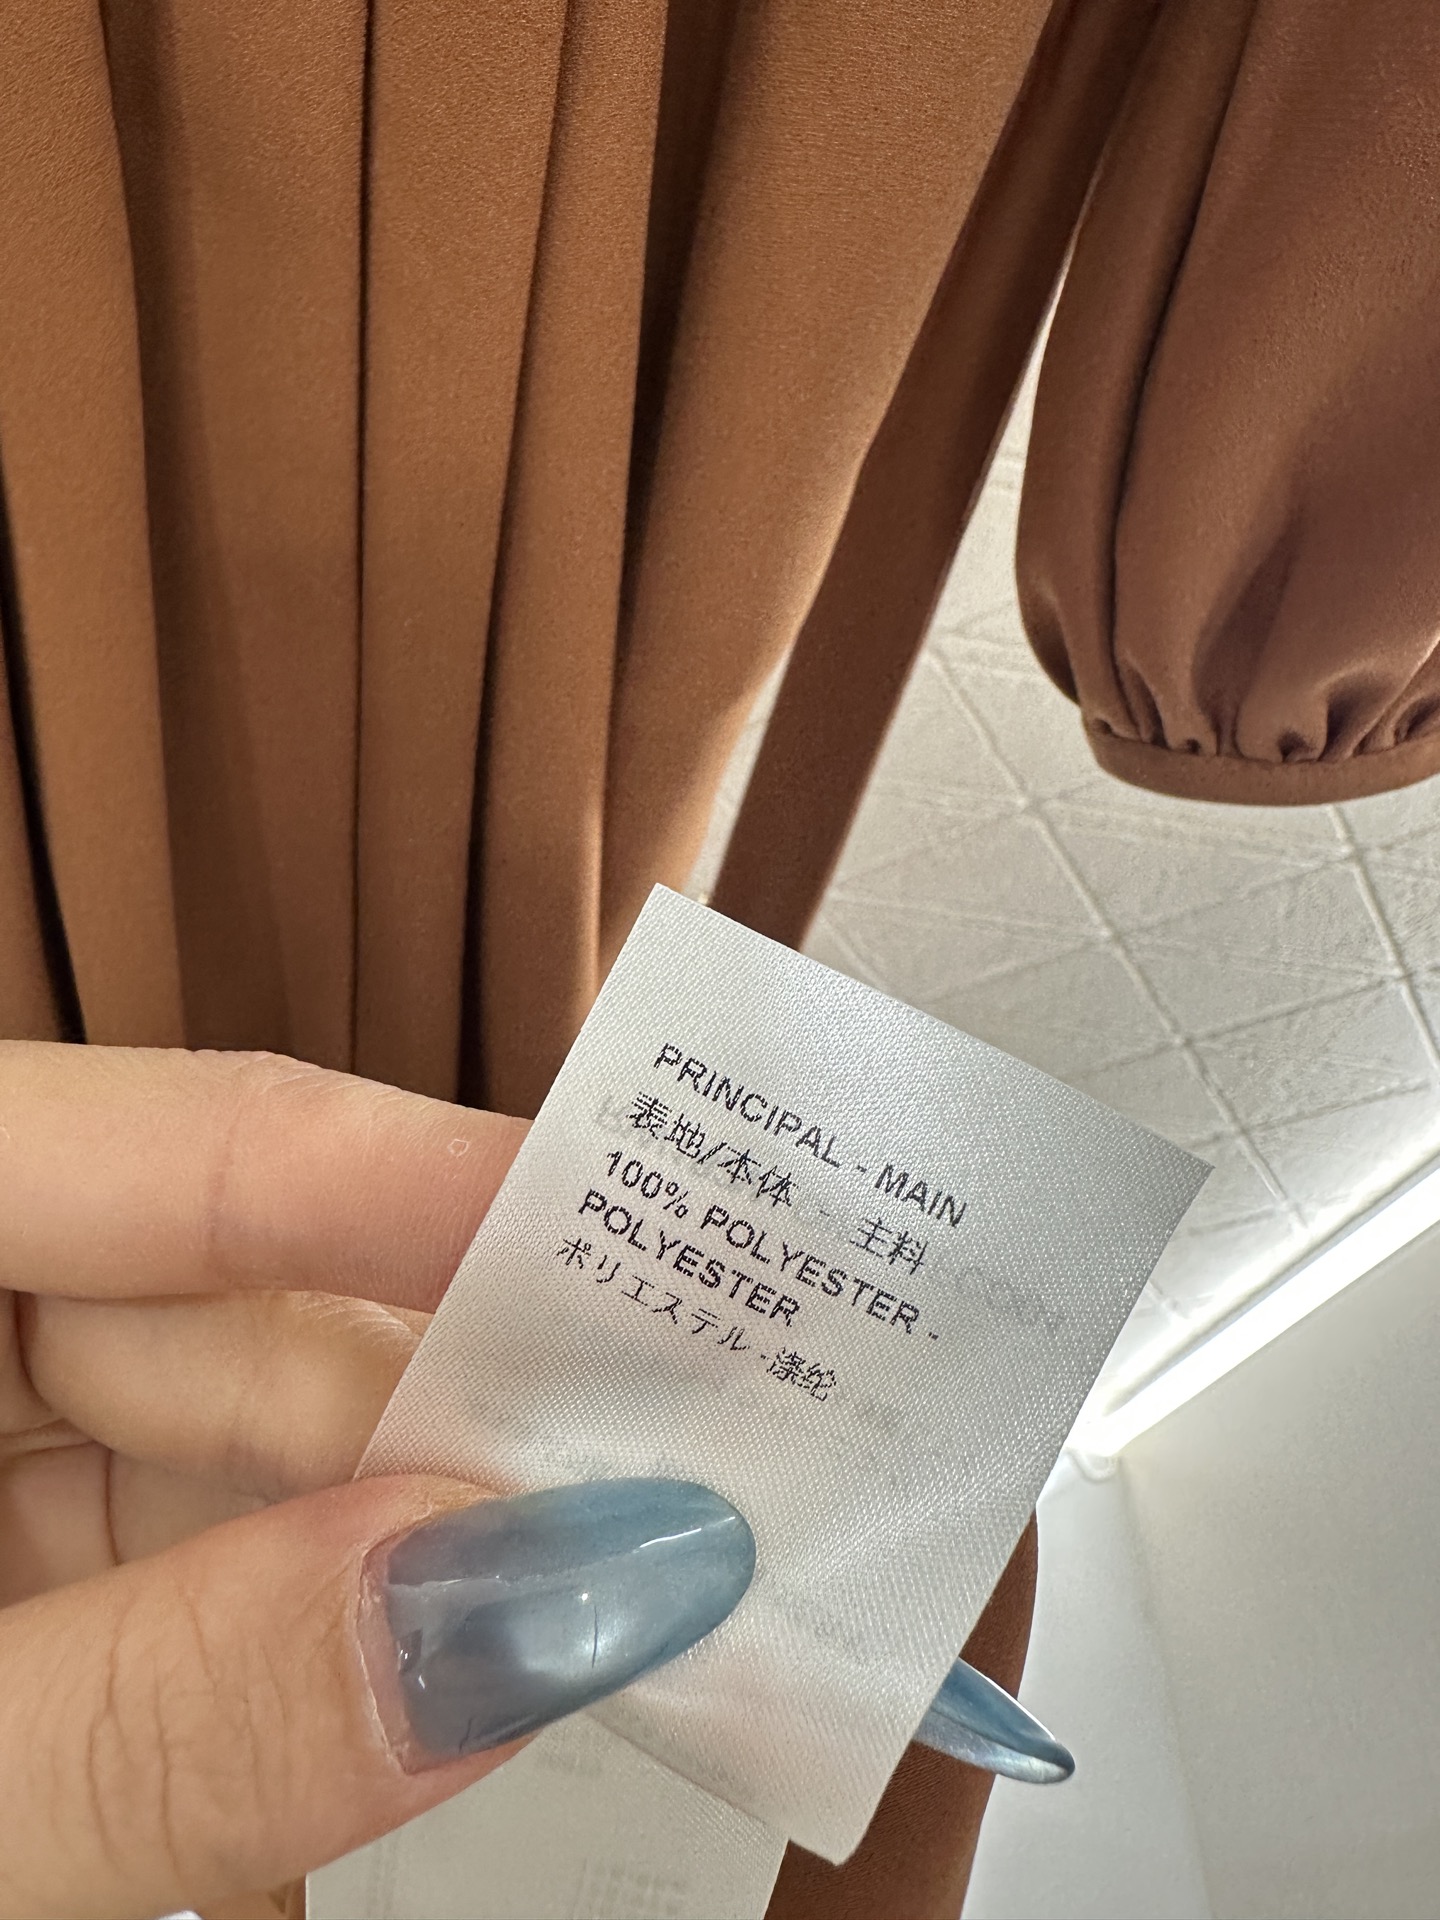 PRINCIPAL - MAIN
表地/本体 - 主料
100% POLYESTER -
POLYESTER
ポリエステル -涤纶